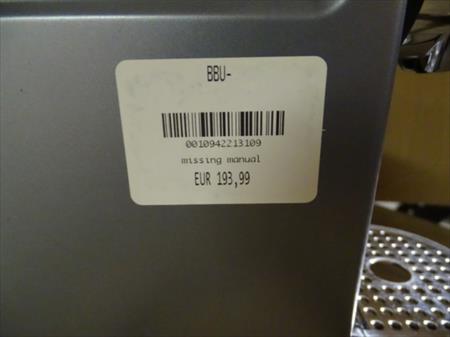 BBU-
0010942213109
missing manual
EUR 193,99